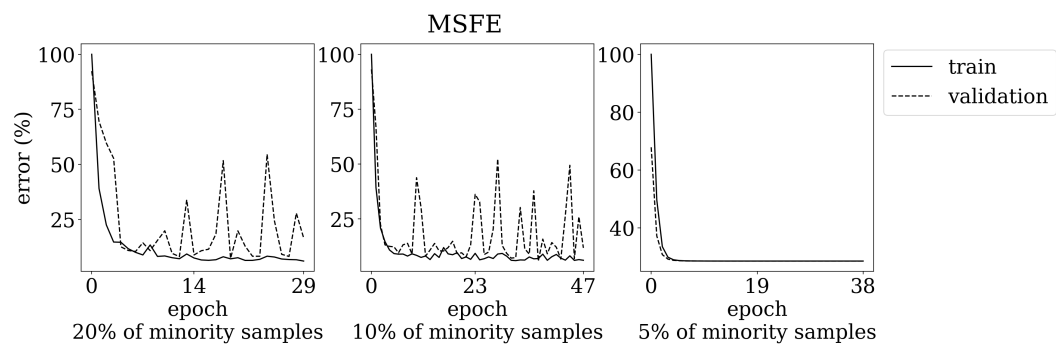 MSFE
error (%)
100
75
50
25
0 14 29
epoch
20% of minority samples
100
75
50
25
0 23 47
epoch
10% of minority samples
100
80
60
40
0 19 38
epoch
5% of minority samples
train
validation